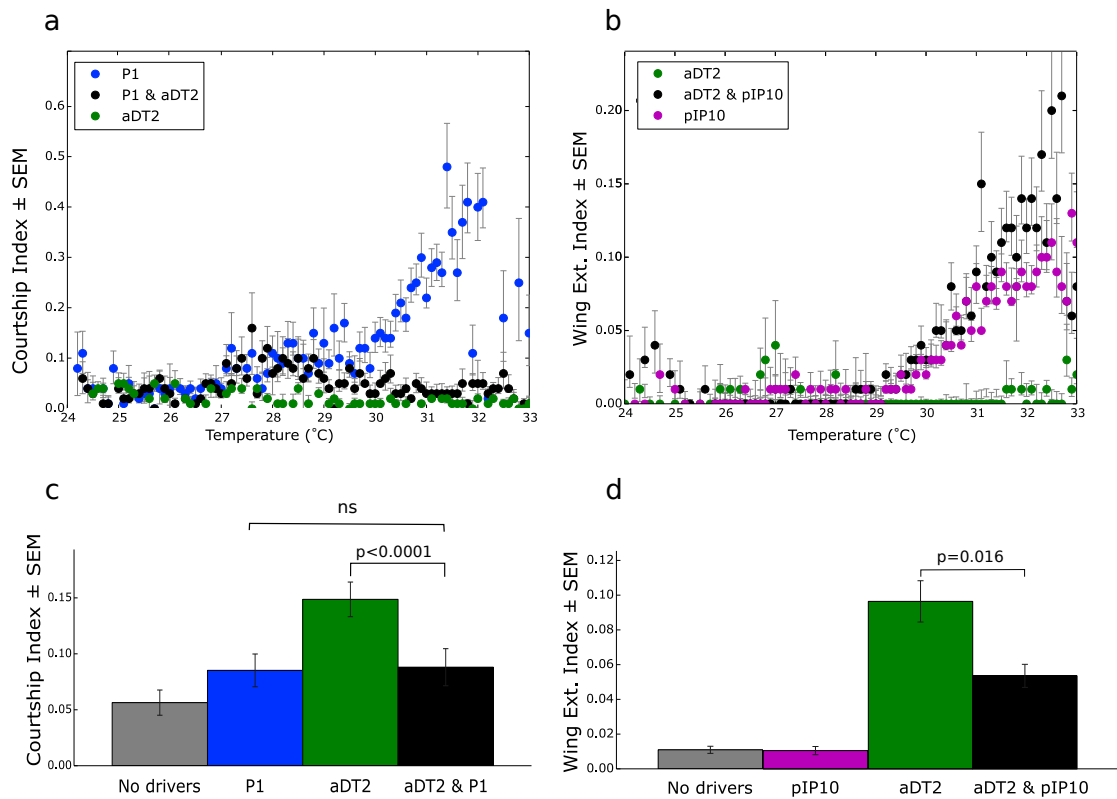 a
Courtship Index ± SEM
0.6
0.5
0.4
0.3
0.2
0.1
0.0
P1
P1 & aDT2
aDT2
24 25 26 27 28 29 30 31 32 33
Temperature (˚C)
b
Wing Ext. Index ± SEM
0.20
0.15
0.10
0.05
0.00
aDT2
aDT2 & pIP10
pIP10
24 25 26 27 28 29 30 31 32 33
Temperature (˚C)
c
Courtship Index ± SEM
0.15
0.10
0.05
0.00
ns
p<0.0001
No drivers P1 aDT2 aDT2 & P1
d
Wing Ext. Index ± SEM
0.12
0.10
0.08
0.06
0.04
0.02
0.00
p=0.016
No drivers pIP10 aDT2 aDT2 & pIP10